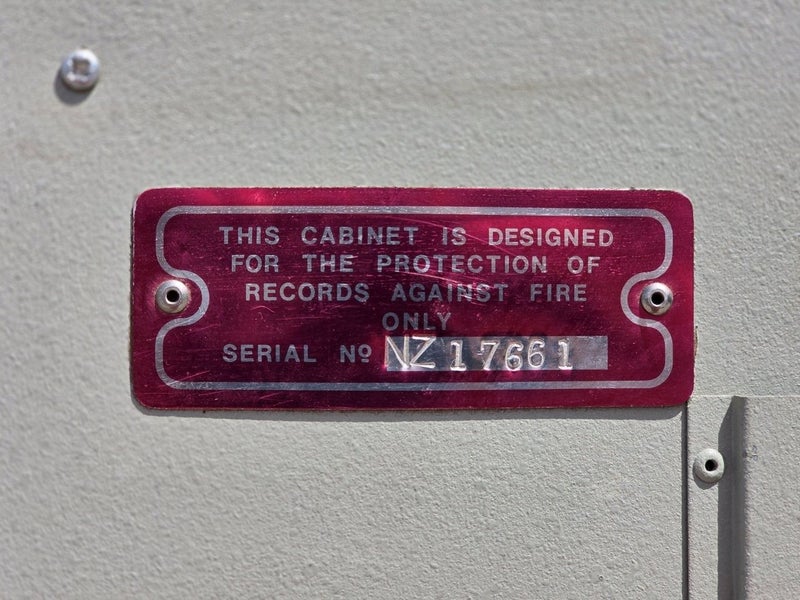 THIS CABINET IS DESIGNED
FOR THE PROTECTION OF
RECORDS AGAINST FIRE
ONLY
SERIAL Nº NZ 17661